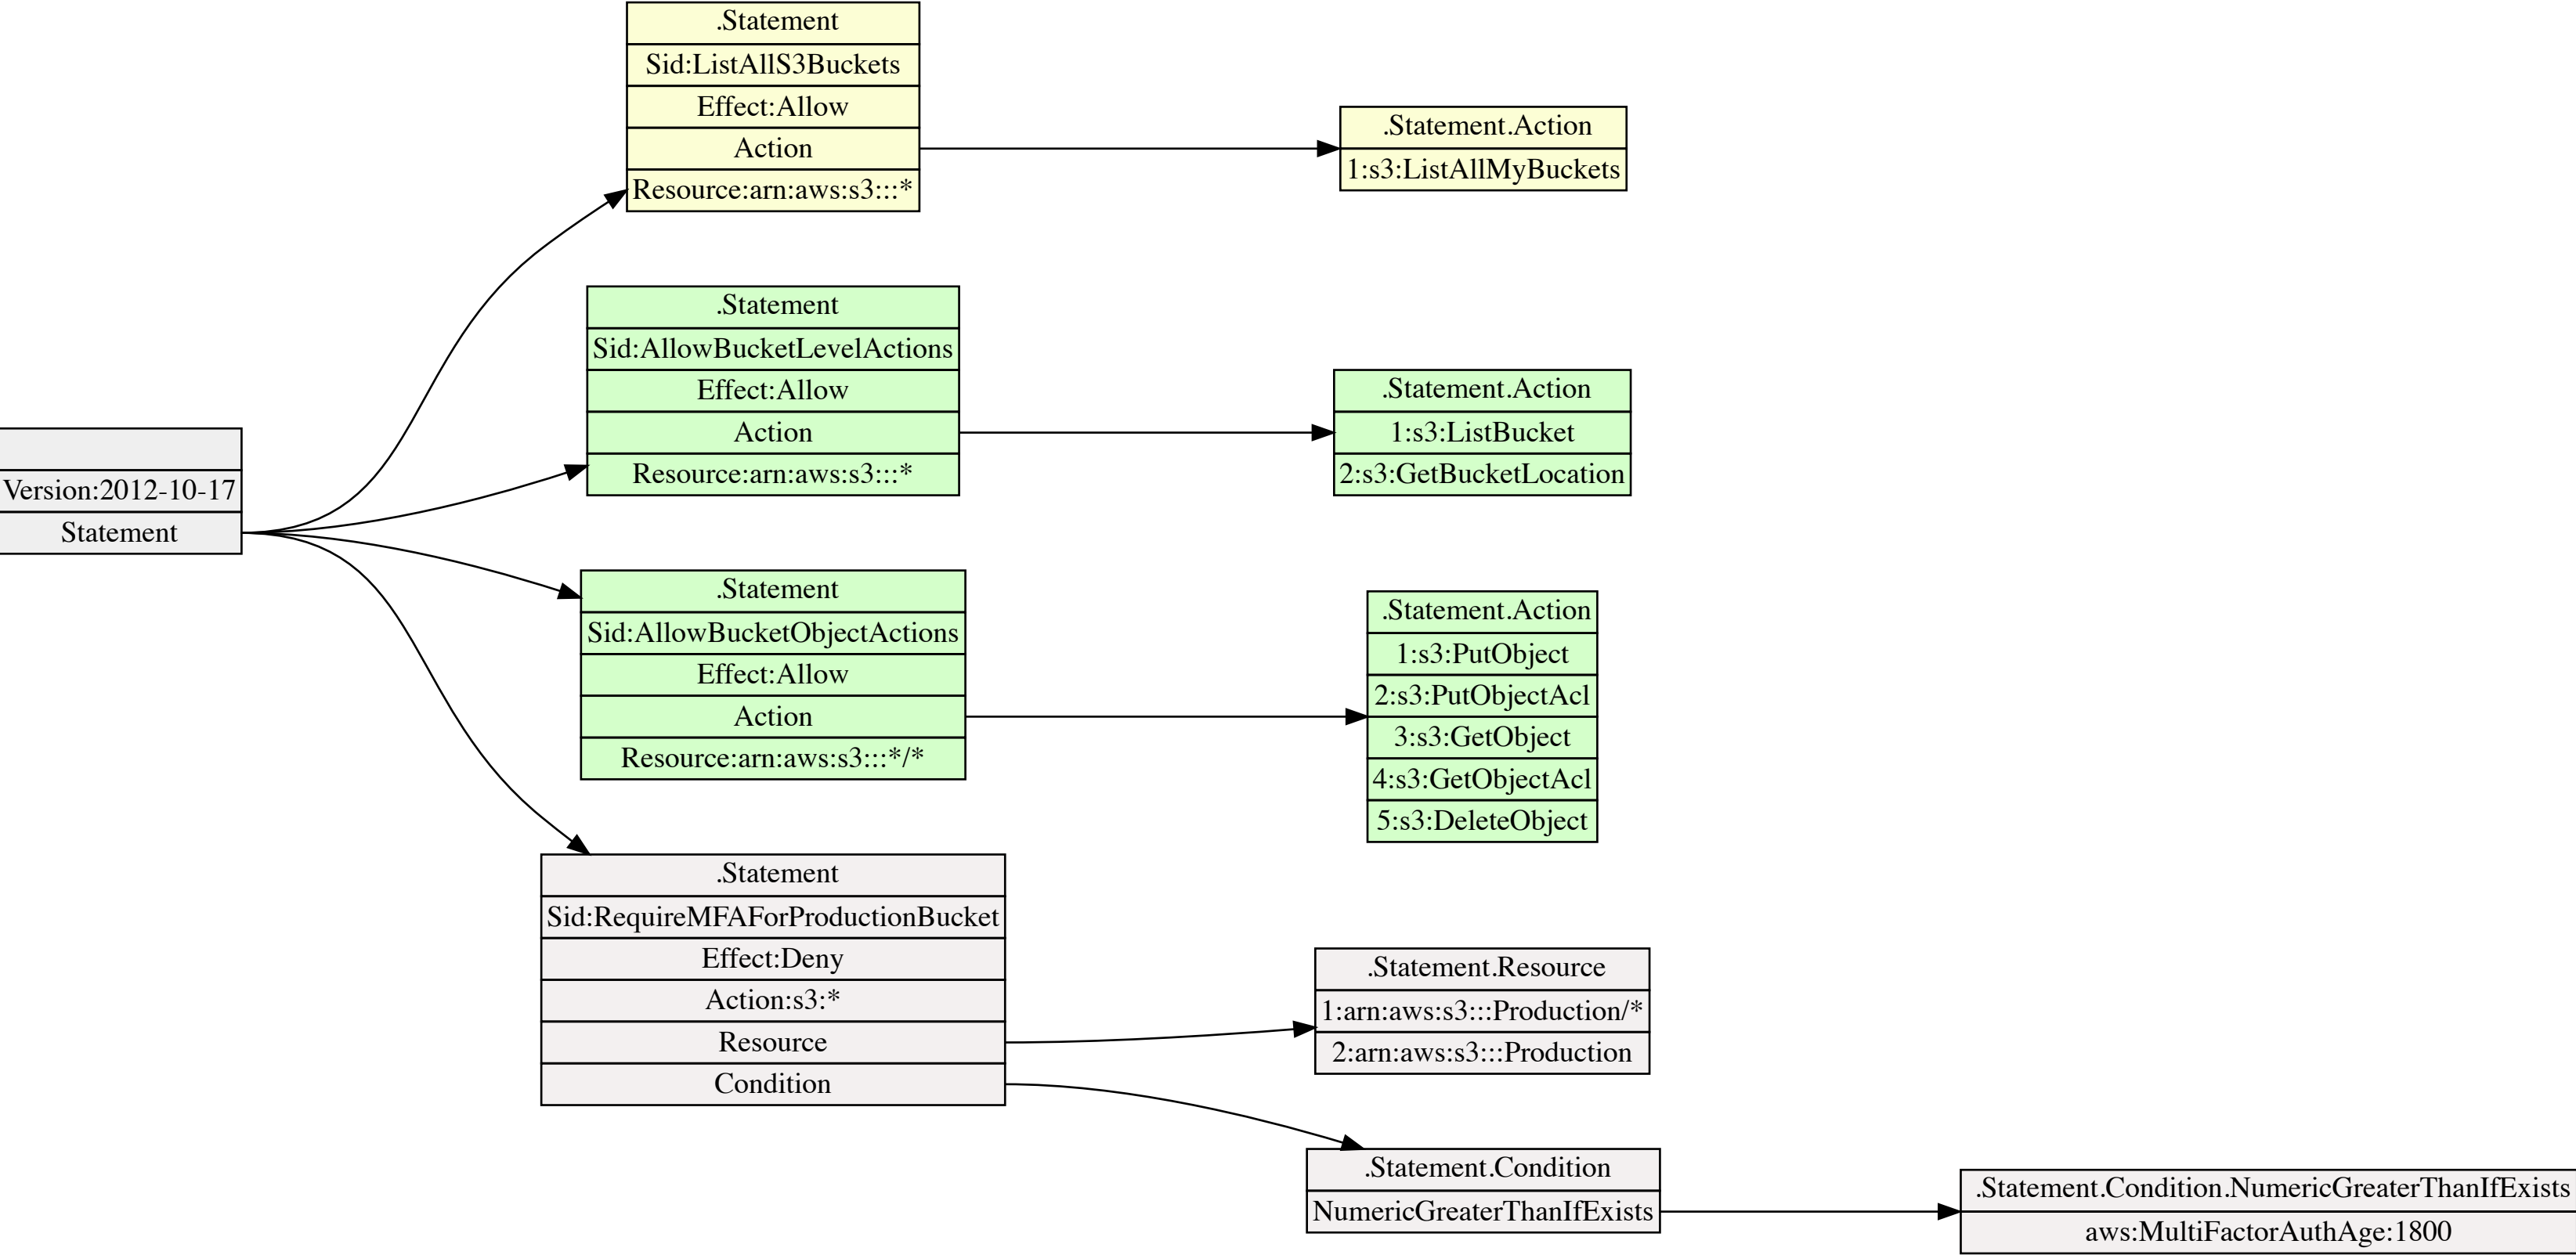 Version:2012-10-17
Statement
.Statement
Sid:ListAllS3Buckets
Effect:Allow
Action
Resource:arn:aws:s3:::*
.Statement.Action
1:s3:ListAllMyBuckets
.Statement
Sid:AllowBucketLevelActions
Effect:Allow
Action
Resource:arn:aws:s3:::*
.Statement.Action
1:s3:ListBucket
2:s3:GetBucketLocation
.Statement
Sid:AllowBucketObjectActions
Effect:Allow
Action
Resource:arn:aws:s3:::*/*
.Statement.Action
1:s3:PutObject
2:s3:PutObjectAcl
3:s3:GetObject
4:s3:GetObjectAcl
5:s3:DeleteObject
.Statement
Sid:RequireMFAForProductionBucket
Effect:Deny
Action:s3:*
Resource
Condition
.Statement.Resource
1:arn:aws:s3:::Production/*
2:arn:aws:s3:::Production
.Statement.Condition
NumericGreaterThanIfExists
.Statement.Condition.NumericGreaterThanIfExists
aws:MultiFactorAuthAge:1800